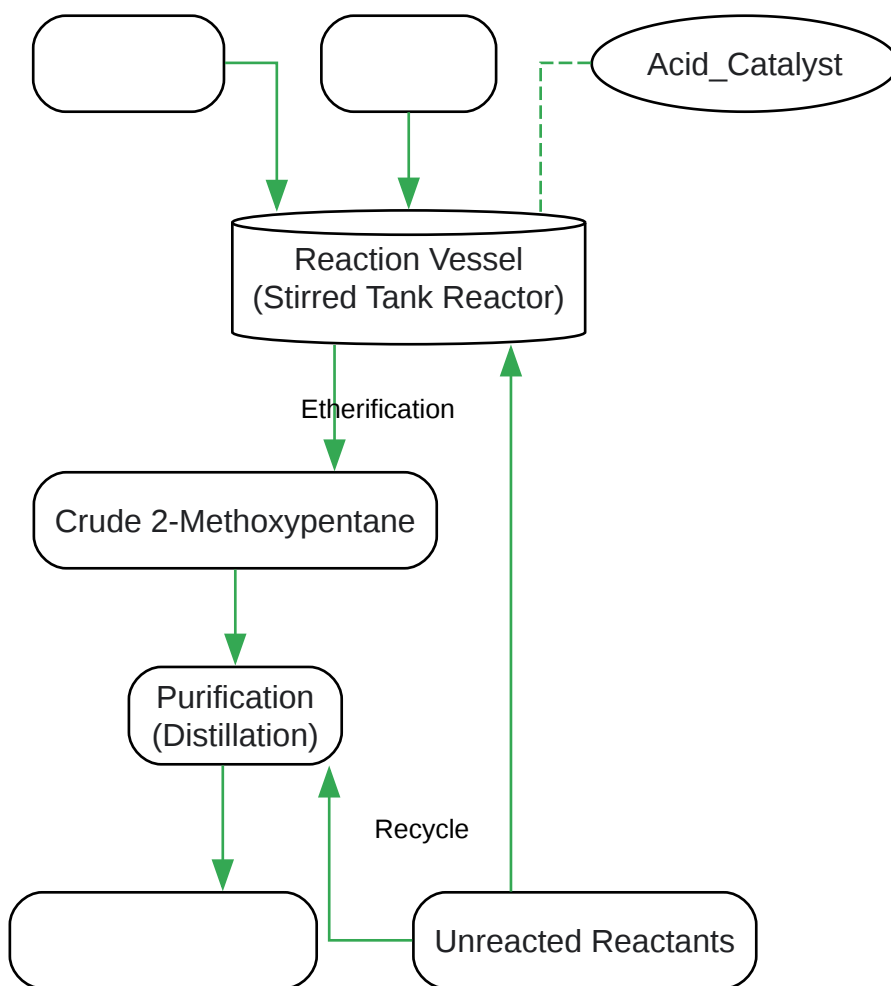 Acid_Catalyst
Reaction Vessel
(Stirred Tank Reactor)
Etherification
Crude 2-Methoxypentane
Purification
(Distillation)
Recycle
Unreacted Reactants